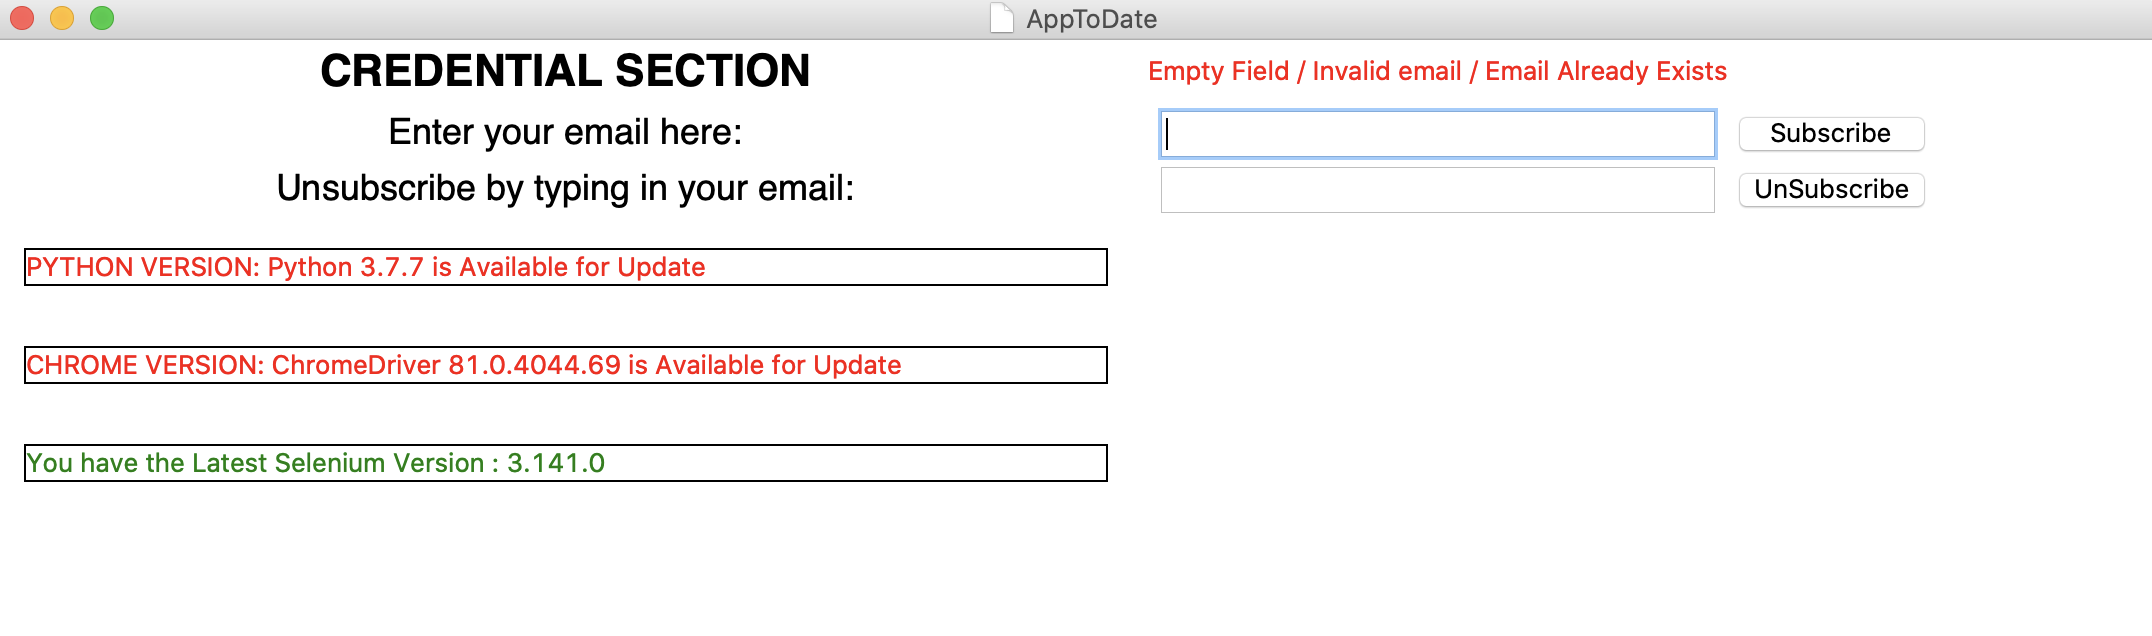 AppToDate
CREDENTIAL SECTION
Empty Field / Invalid email / Email Already Exists
Enter your email here:
Subscribe
Unsubscribe by typing in your email:
UnSubscribe
PYTHON VERSION: Python 3.7.7 is Available for Update
CHROME VERSION: ChromeDriver 81.0.4044.69 is Available for Update
You have the Latest Selenium Version : 3.141.0